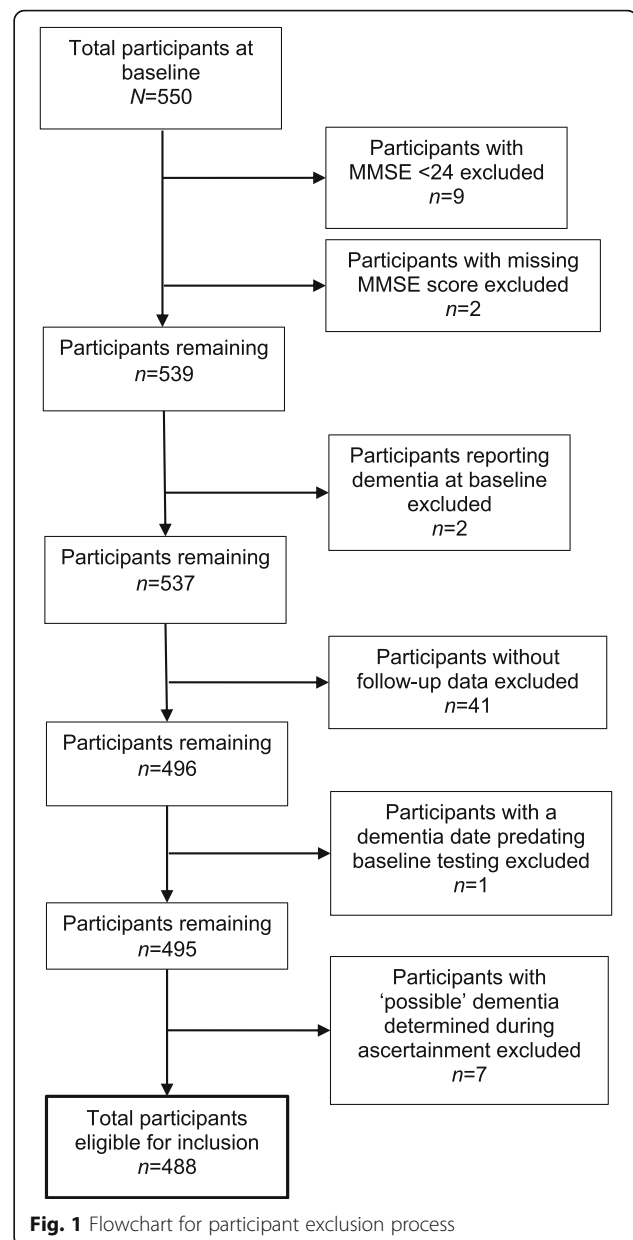 Total participants at
baseline
N=550
Participants with
MMSE <24 excluded
n=9
Participants with missing
MMSE score excluded
n=2
Participants remaining
n=539
Participants reporting
dementia at baseline
excluded
n=2
Participants remaining
n=537
Participants without
follow-up data excluded
n=41
Participants remaining
n=496
Participants with a
dementia date predating
baseline testing excluded
n=1
Participants remaining
n=495
Participants with
‘possible’ dementia
determined during
ascertainment excluded
n=7
Total participants
eligible for inclusion
n=488
Fig. 1 Flowchart for participant exclusion process